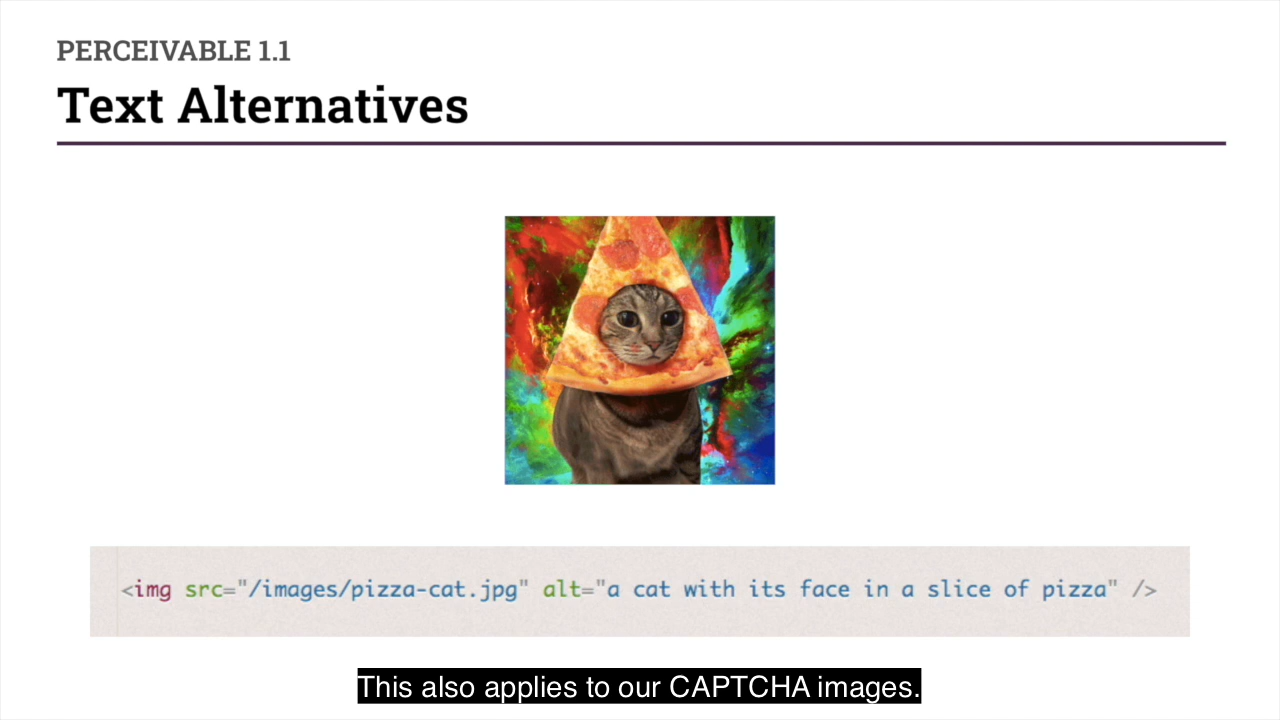 PERCEIVABLE 1.1
Text Alternatives
<img src="/images/pizza-cat.jpg" alt="a cat with its face in a slice of pizza" />
This also applies to our CAPTCHA images.